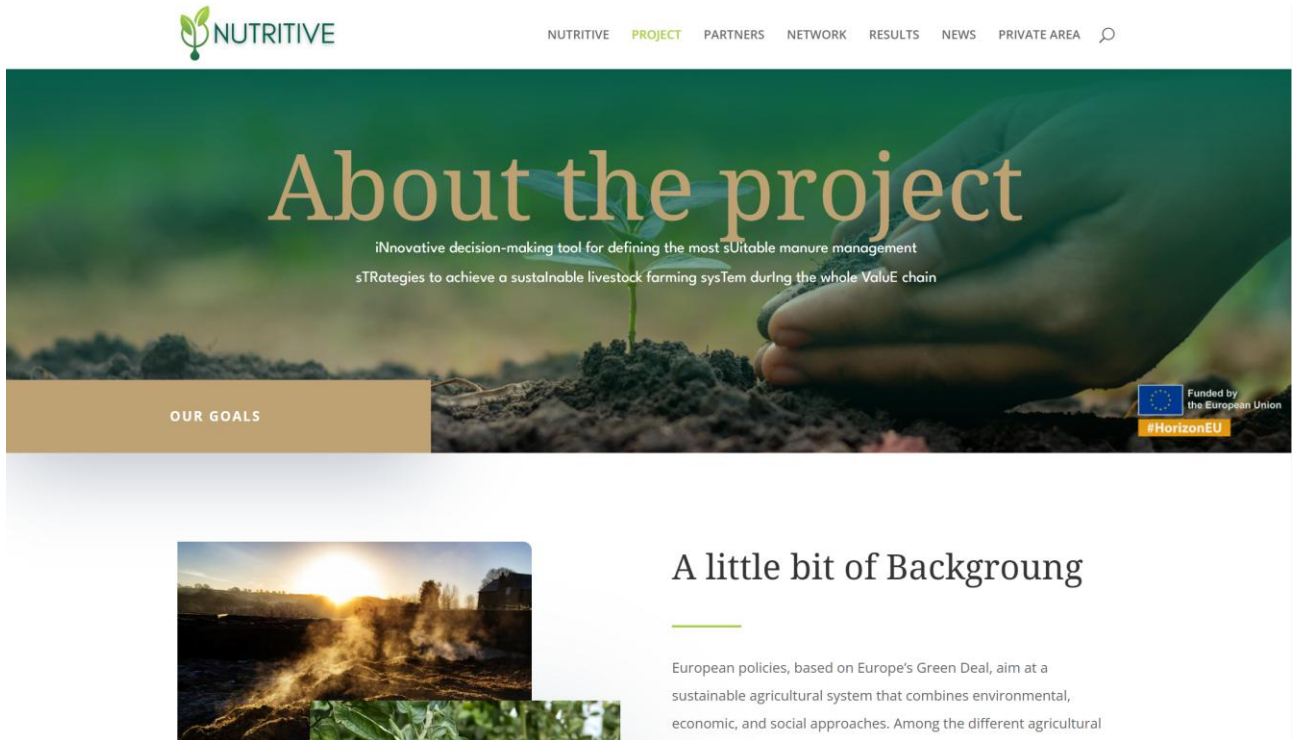 NUTRITIVE
NUTRITIVE PROJECT PARTNERS NETWORK RESULTS NEWS PRIVATE AREA
About the project
iNnovative decision-making tool for defining the most sUitable manure management
sTRategies to achieve a sustaInable livestock farming sysTem durIng the whole ValuE chain
OUR GOALS
Funded by
the European Union
#HorizonEU
A little bit of Backgroung
European policies, based on Europe's Green Deal, aim at a
sustainable agricultural system that combines environmental,
economic, and social approaches. Among the different agricultural